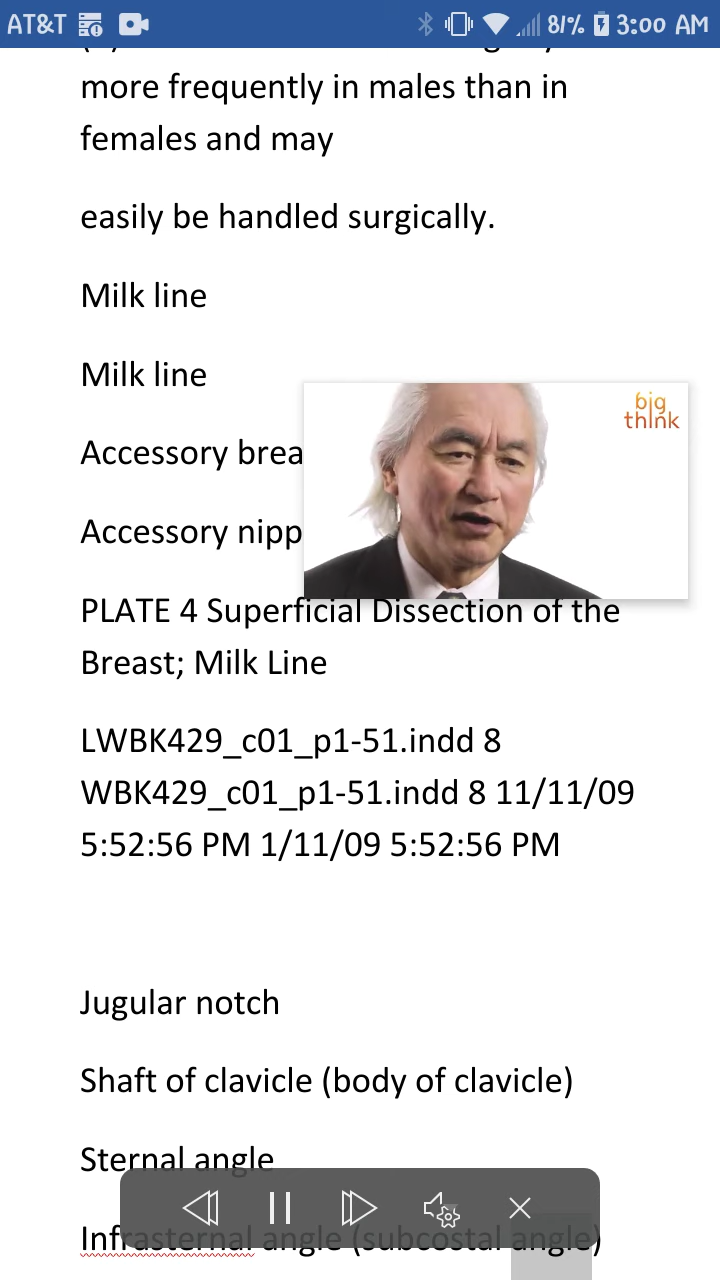 AT&T 81% 3:00 AM
more frequently in males than in
females and may
easily be handled surgically.
Milk line
Milk line
big
think
Accessory brea
Accessory nipp
PLATE 4 Superficial Dissection of the
Breast; Milk Line
LWBK429_c01_p1-51.indd 8
WBK429_c01_p1-51.indd 8 11/11/09
5:52:56 PM 1/11/09 5:52:56 PM
Jugular notch
Shaft of clavicle (body of clavicle)
Sternal angle
Infrasternal angle (subcostal angle)